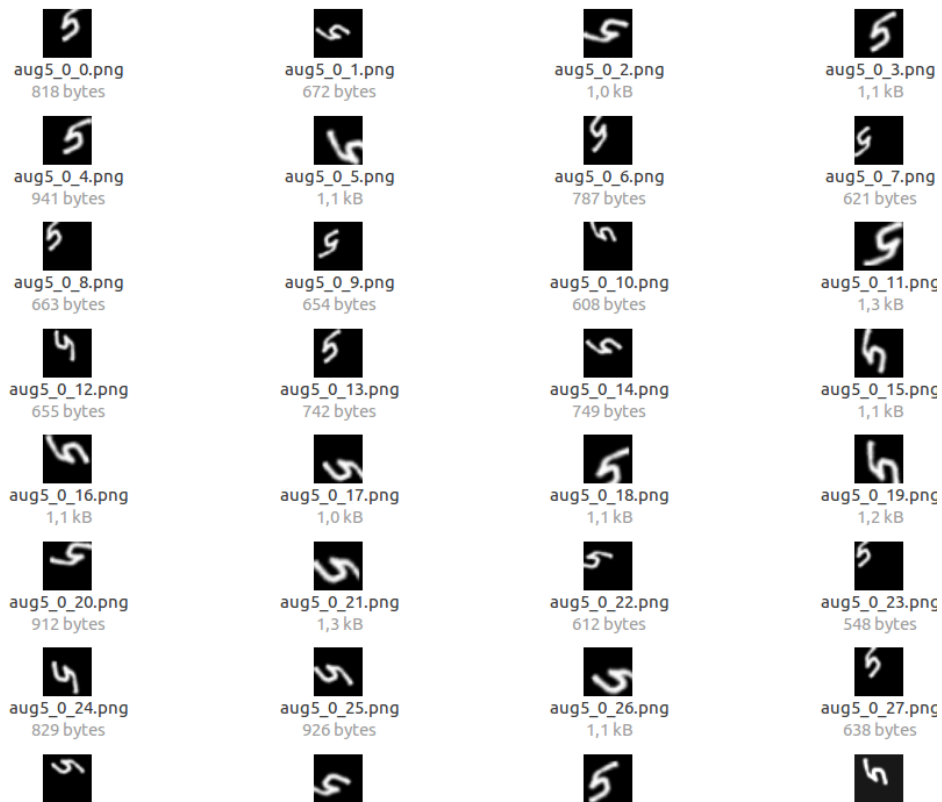 aug5_0_0.png aug5_0_1.png aug5_0_2.png aug5_0_3.png
818 bytes 672 bytes 1,0 kB 1,1 kB
aug5_0_4.png aug5_0_5.png aug5_0_6.png aug5_0_7.png
941 bytes 1,1 kB 787 bytes 621 bytes
aug5_0_8.png aug5_0_9.png aug5_0_10.png aug5_0_11.png
663 bytes 654 bytes 608 bytes 1,3 kB
aug5_0_12.png aug5_0_13.png aug5_0_14.png aug5_0_15.png
655 bytes 742 bytes 749 bytes 1,1 kB
aug5_0_16.png aug5_0_17.png aug5_0_18.png aug5_0_19.png
1,1 kB 1,0 kB 1,1 kB 1,2 kB
aug5_0_20.png aug5_0_21.png aug5_0_22.png aug5_0_23.png
912 bytes 1,3 kB 612 bytes 548 bytes
aug5_0_24.png aug5_0_25.png aug5_0_26.png aug5_0_27.png
829 bytes 926 bytes 1,1 kB 638 bytes